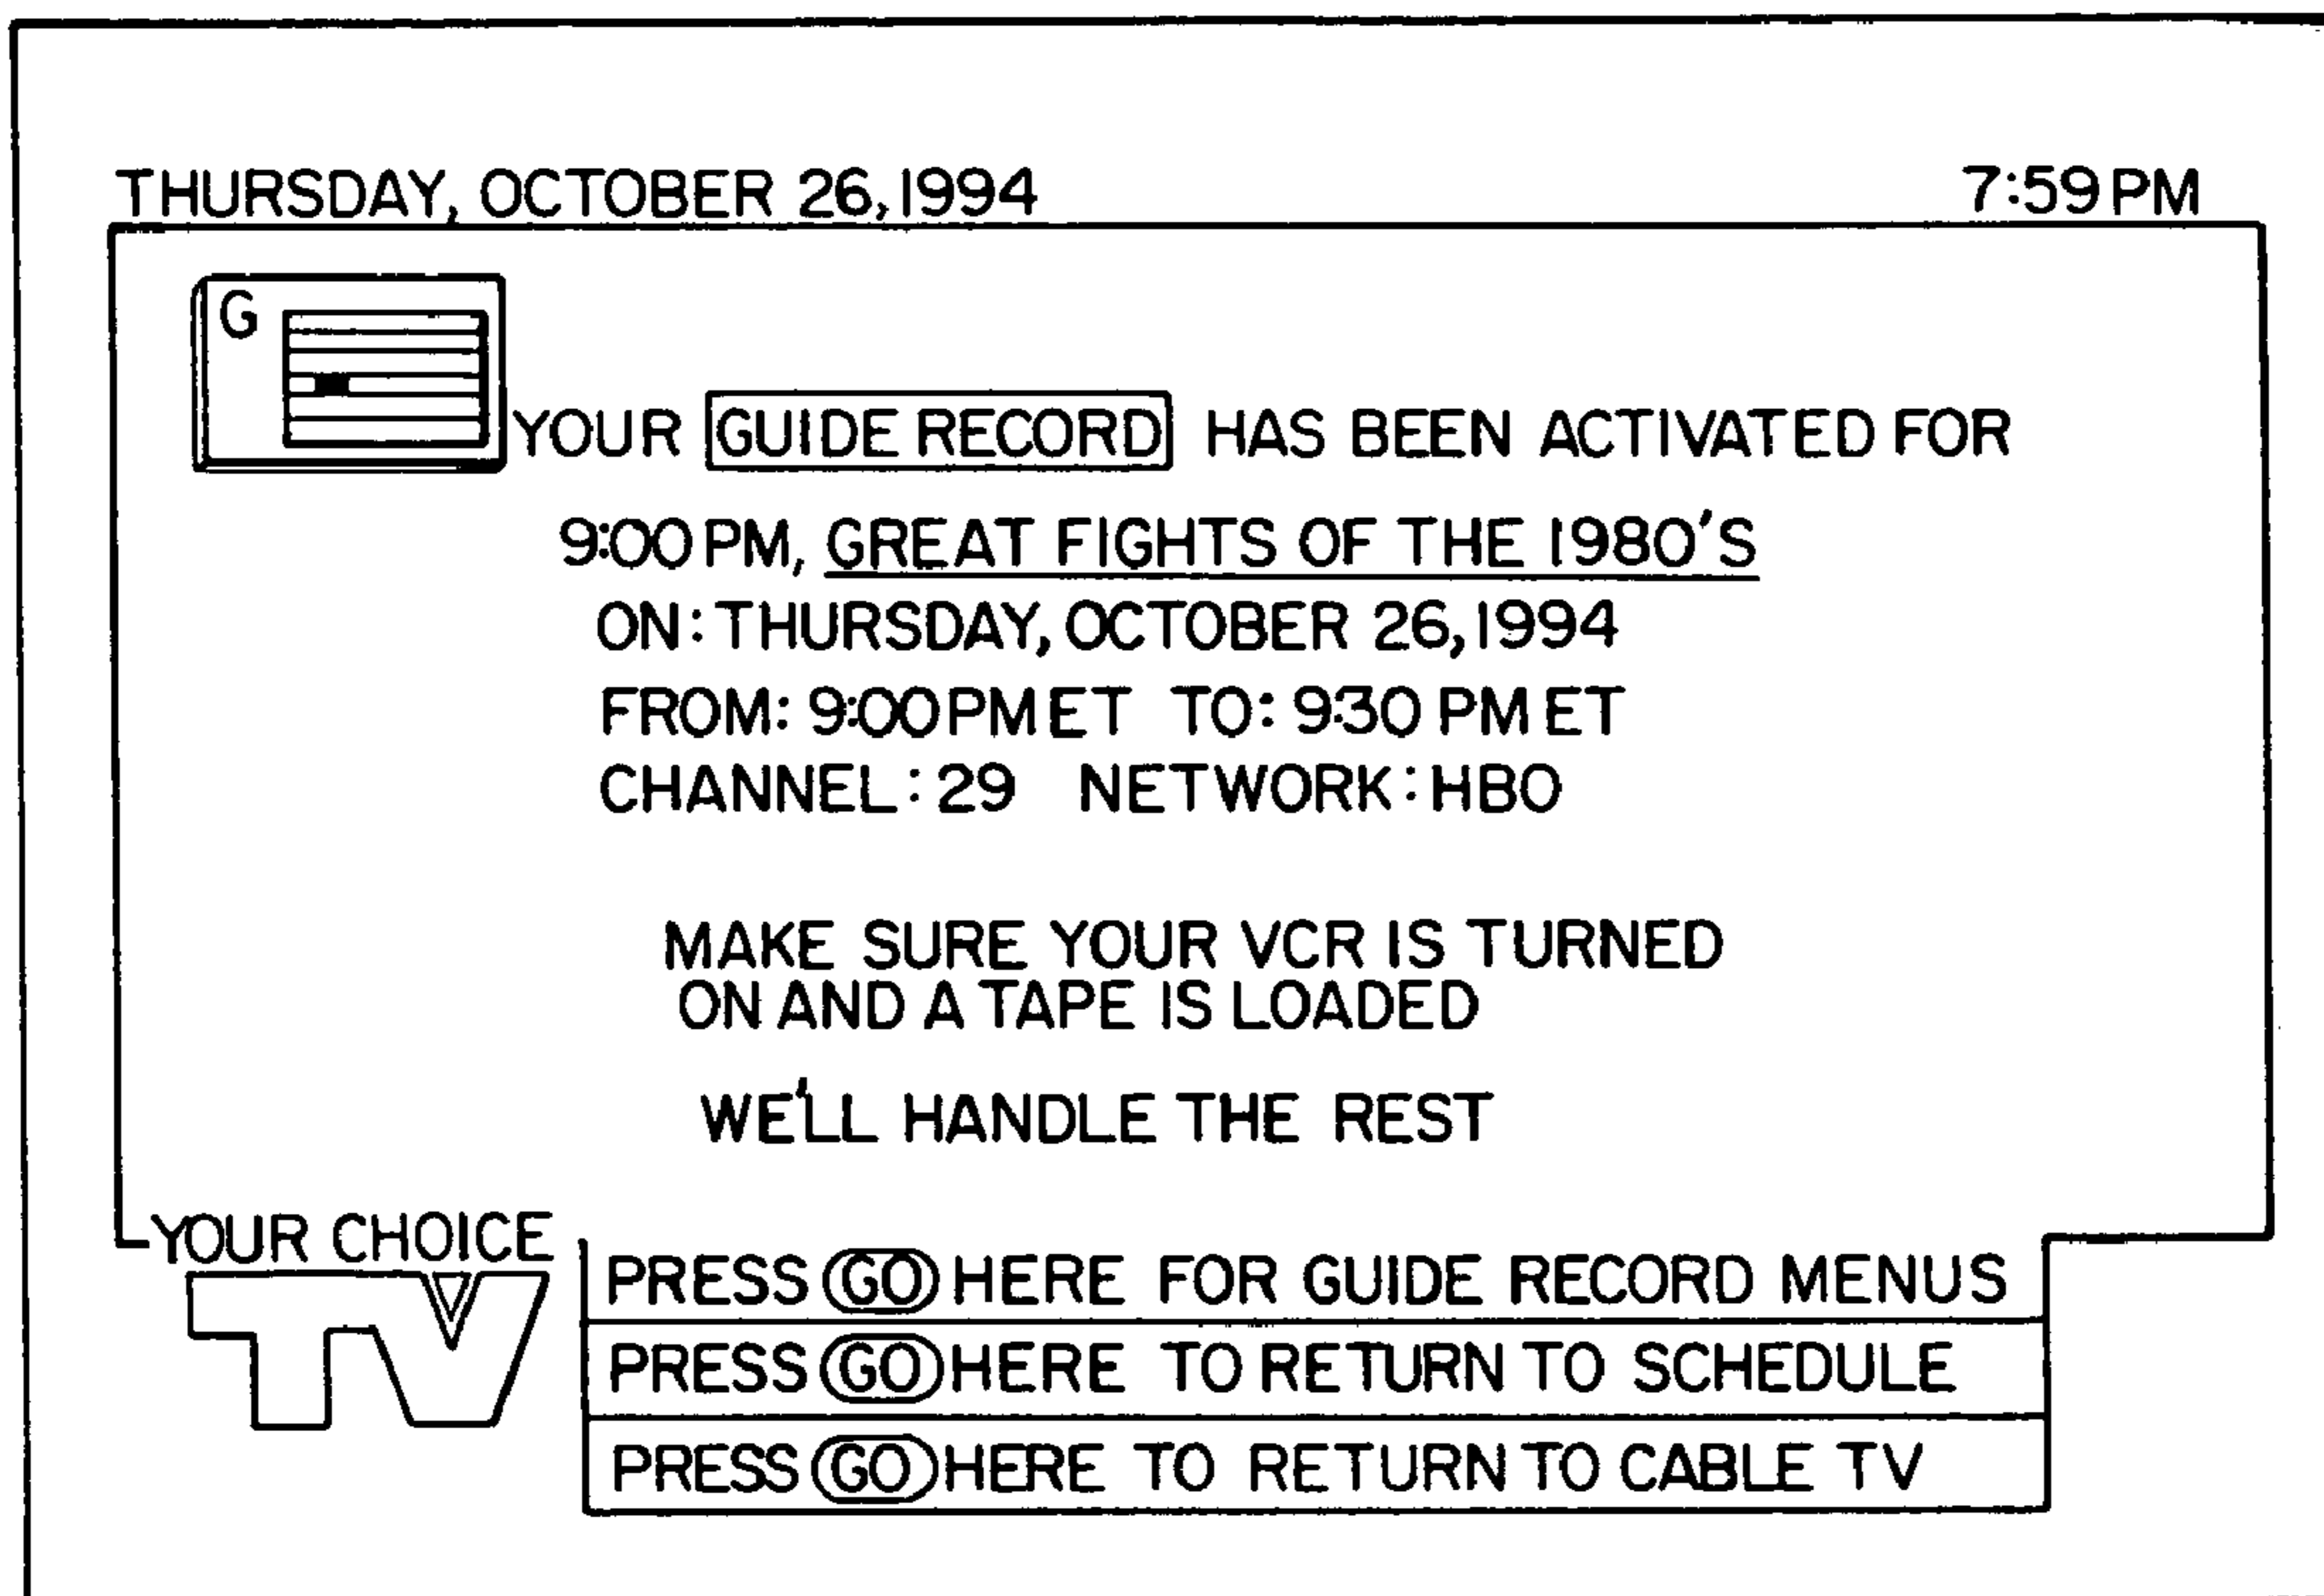 THURSDAY, OCTOBER 26, 1994 7:59 PM
G
YOUR GUIDE RECORD HAS BEEN ACTIVATED FOR
9:00 PM, GREAT FIGHTS OF THE 1980'S
ON: THURSDAY, OCTOBER 26, 1994
FROM: 9:00 PM ET TO: 9:30 PM ET
CHANNEL: 29 NETWORK: HBO
MAKE SURE YOUR VCR IS TURNED
ON AND A TAPE IS LOADED
WE'LL HANDLE THE REST
YOUR CHOICE
TV
PRESS GO HERE FOR GUIDE RECORD MENUS
PRESS GO HERE TO RETURN TO SCHEDULE
PRESS GO HERE TO RETURN TO CABLE TV